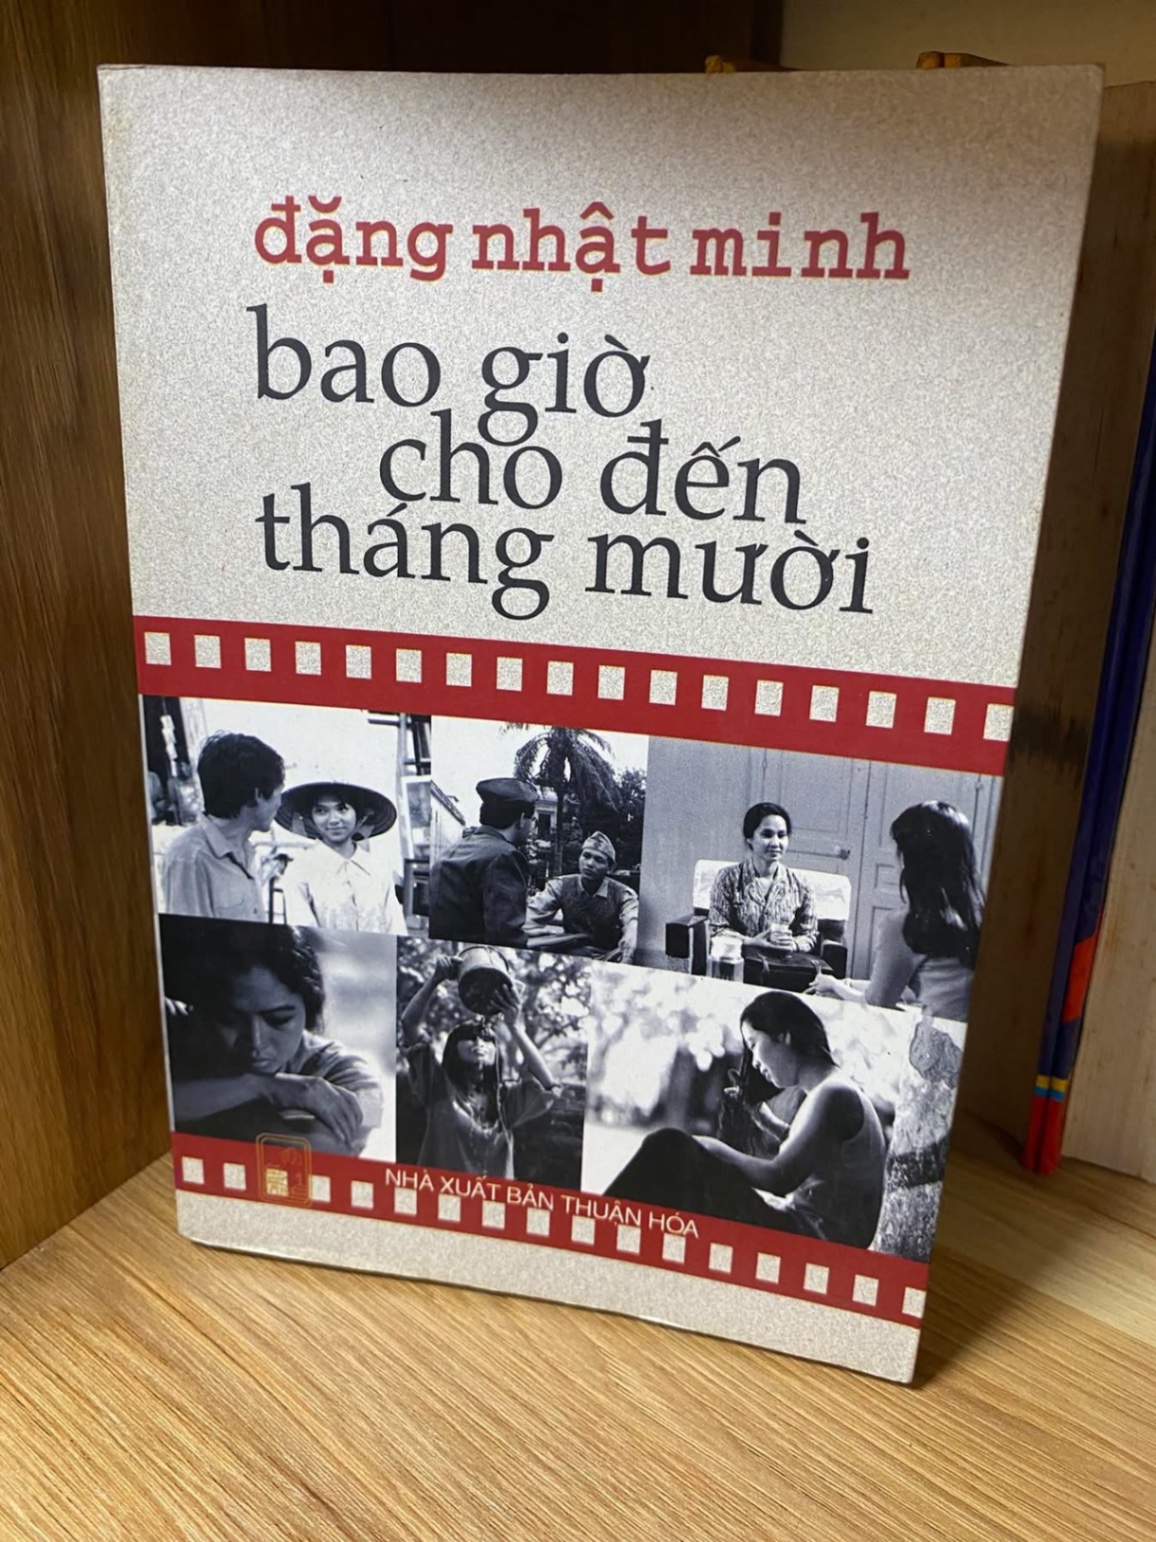 đặng nhật minh
bao giờ
cho đến
tháng mười
NHÀ XUẤT BẢN THUẬN HÓA